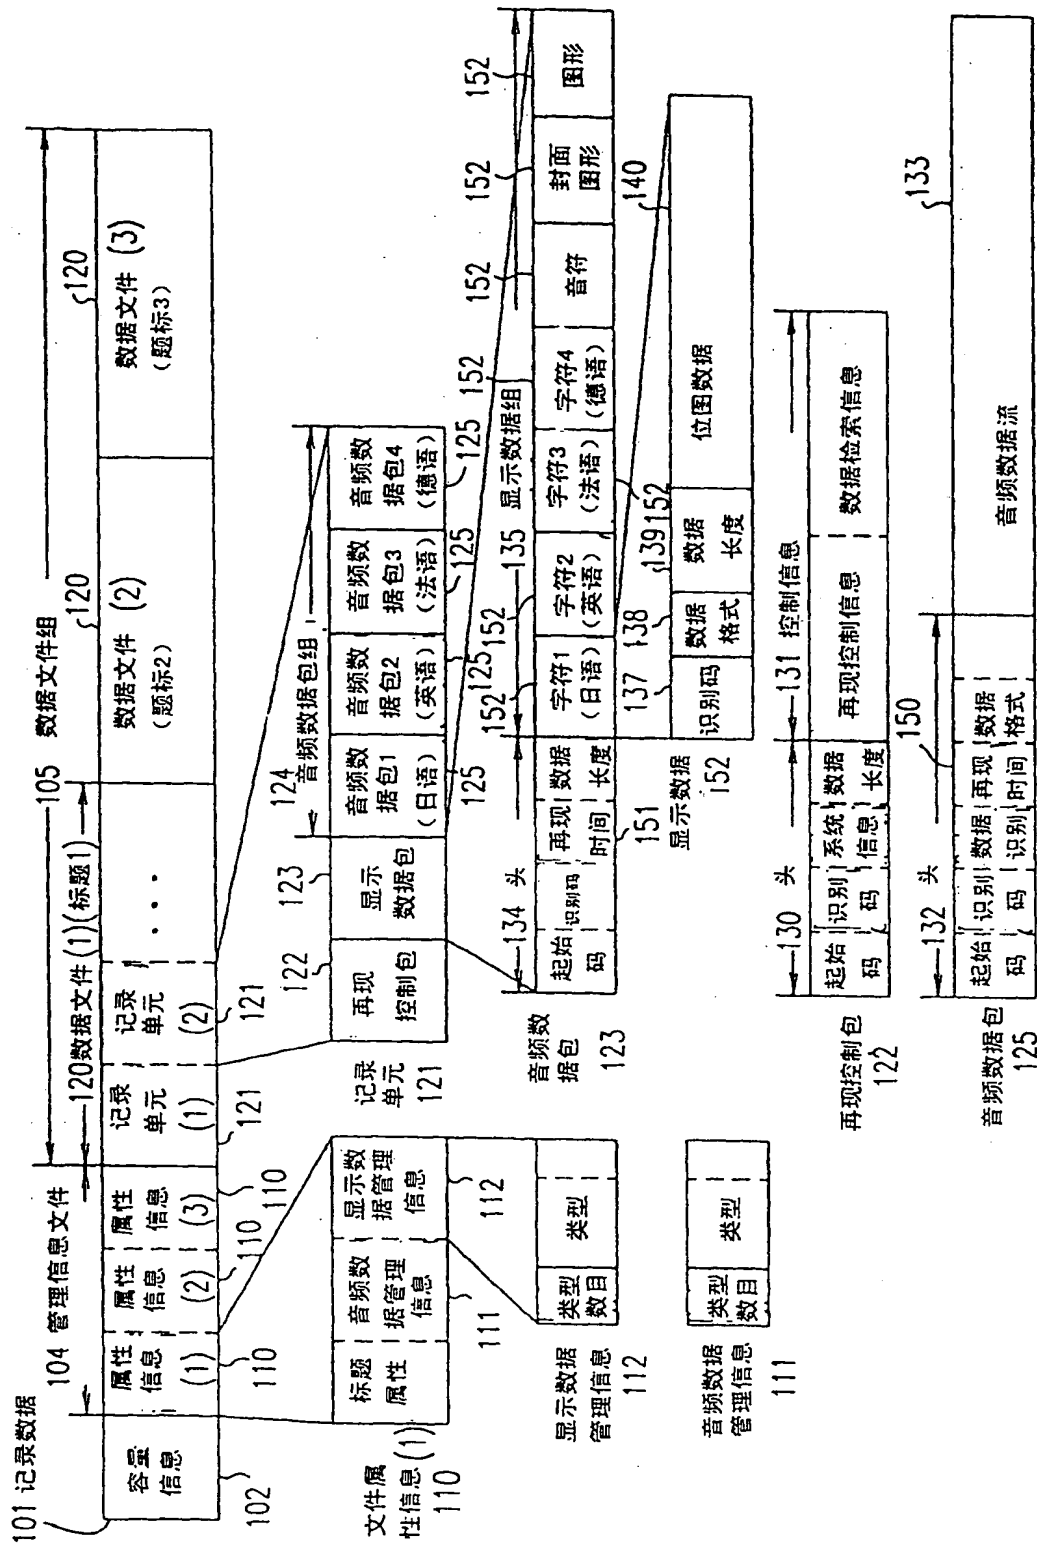 101 记录数据
104 管理信息文件
105 数据文件组
120数据文件(1)(标题1)
120
120
容量
信息
属性
信息
(1)
属性
信息
(2)
属性
信息
(3)
记录
单元
(1)
记录
单元
(2)
• • •
数据文件 (2)
(题标2)
数据文件 (3)
(题标3)
102
110
110
110
121
121
文件属
性信息(1)
110
标题
属性
音频数
据管理
信息
显示数
据管理
信息
111
112
记录
单元
121
122
123
124
音频数据包组
再现
控制包
显示
数据包
音频数
据包1
(日语)
音频数
据包2
(英语)
音频数
据包3
(法语)
音频数
据包4
(德语)
125
125
125
125
显示数据
管理信息
112
类型
数目
类型
音频数
据包
123
134 头
135 显示数据组
152
152
152
152
152
152
起始
码
识别码
再现
时间
数据
长度
字符1
(日语)
字符2
(英语)
字符3
(法语)
字符4
(德语)
音符
封面
图形
图形
151
152
显示数据
152
137
138
139
140
识别码
数据
格式
数据
长度
位图数据
音频数据
管理信息
111
类型
数目
类型
再现控制包
122
130 头
131 控制信息
起始
码
识别
码
系统
信息
数据
长度
再现控制信息
数据检索信息
音频数据包
125
132 头
150
133
起始
码
识别
码
数据
识别
再现
时间
数据
格式
音频数据流